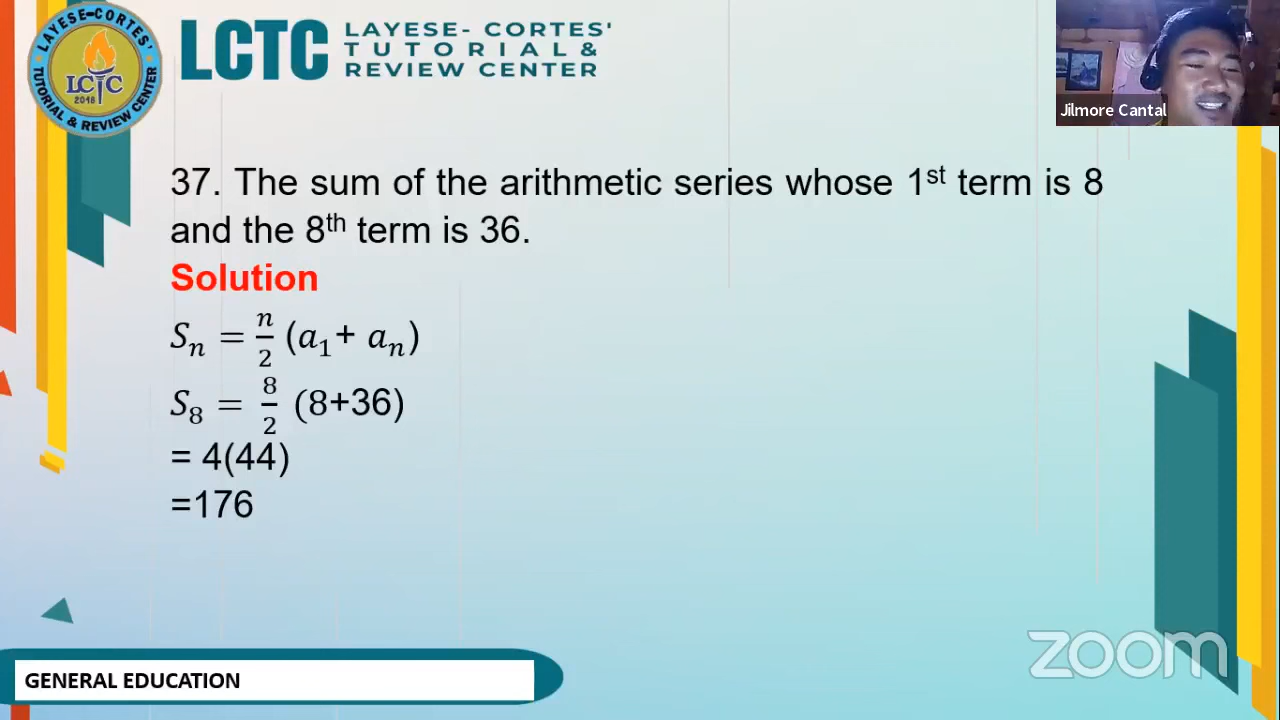 LAYESE-CORTES'
LCTC
2018
TUTORIAL & REVIEW CENTER
LCTC
LAYESE- CORTES'
TUTORIAL &
REVIEW CENTER
Jilmore Cantal
37. The sum of the arithmetic series whose 1st term is 8
and the 8th term is 36.
Solution
Sₙ = n/2 (a₁+ aₙ)
S₈ = 8/2 (8+36)
= 4(44)
=176
zoom
GENERAL EDUCATION